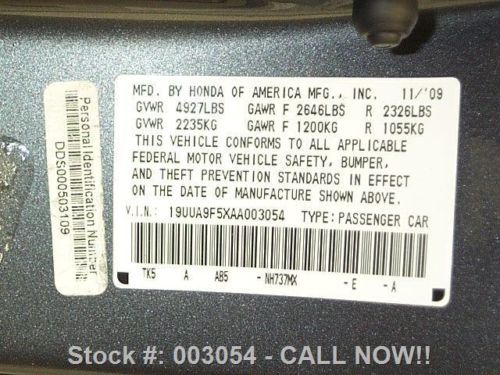 MFD. BY HONDA OF AMERICA MFG., INC. 11/'09
GVWR 4927LBS GAWR F 2646LBS R 2326LBS
GVWR 2235KG GAWR F 1200KG R 1055KG
THIS VEHICLE CONFORMS TO ALL APPLICABLE
FEDERAL MOTOR VEHICLE SAFETY, BUMPER,
AND THEFT PREVENTION STANDARDS IN EFFECT
ON THE DATE OF MANUFACTURE SHOWN ABOVE.
V.I.N.: 19UUA9F5XAA003054 TYPE: PASSENGER CAR
TK5 A AB5 -NH737MX -E -A
Personal Identification Number
DDS000503109
Stock #: 003054 - CALL NOW!!